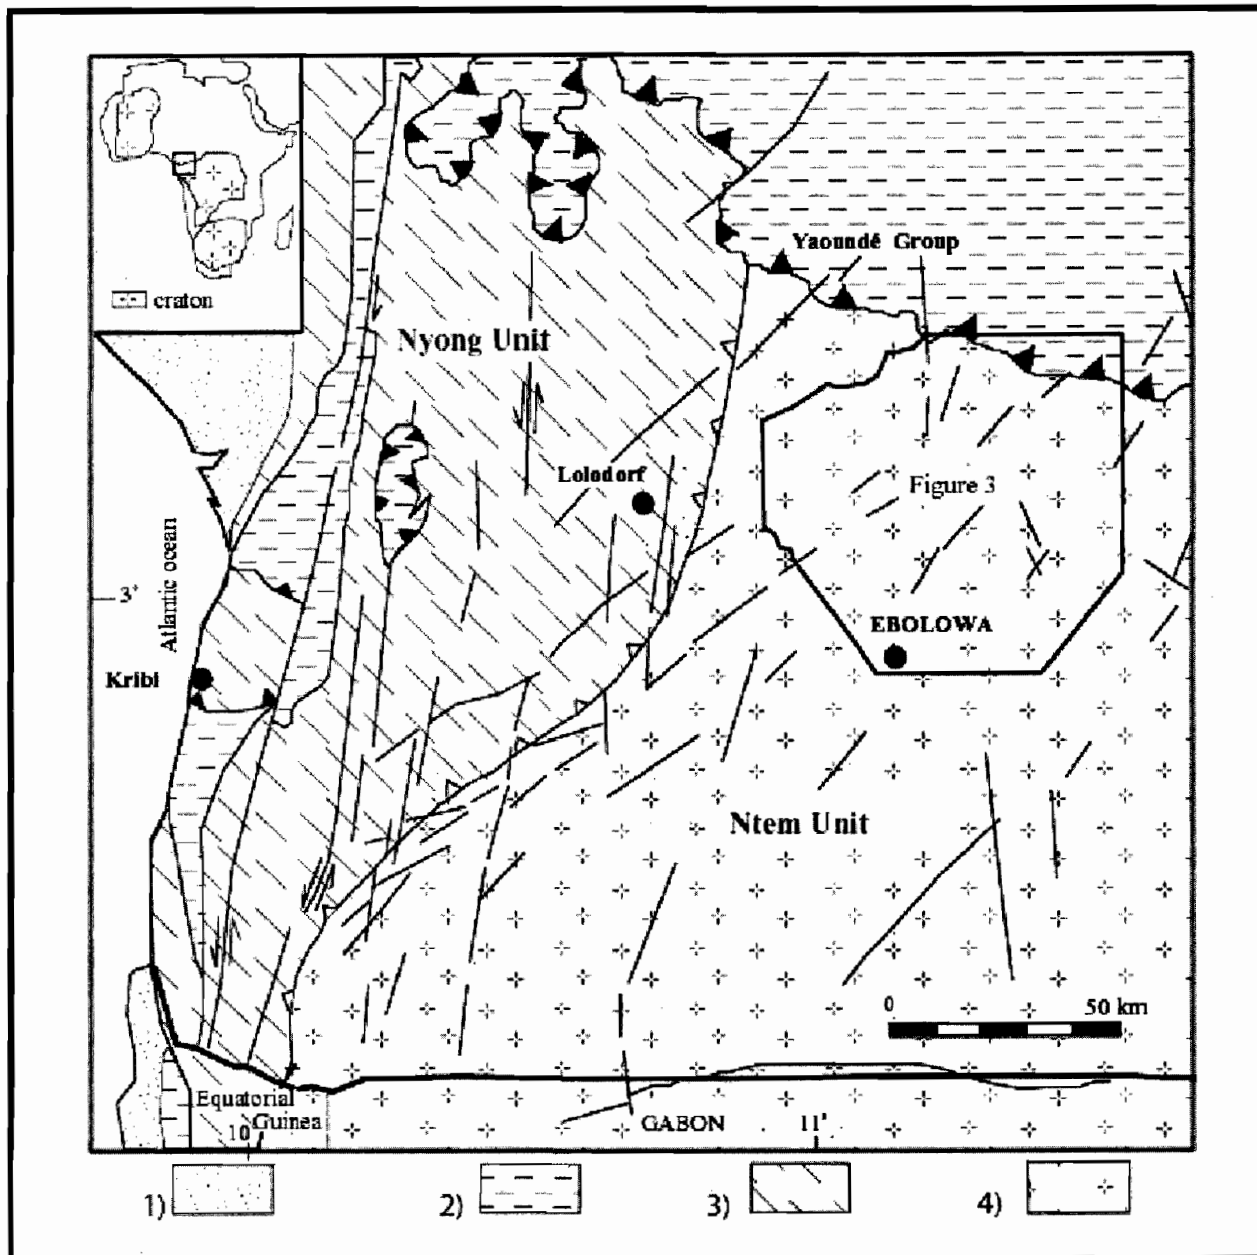 craton
Yaoundé Group
Nyong Unit
Lolodorf
Figure 3
Atlantic ocean
3°
EBOLOWA
Kribi
Ntem Unit
0 50 km
Equatorial
Guinea
10
GABON
11°
1) 2) 3) 4)